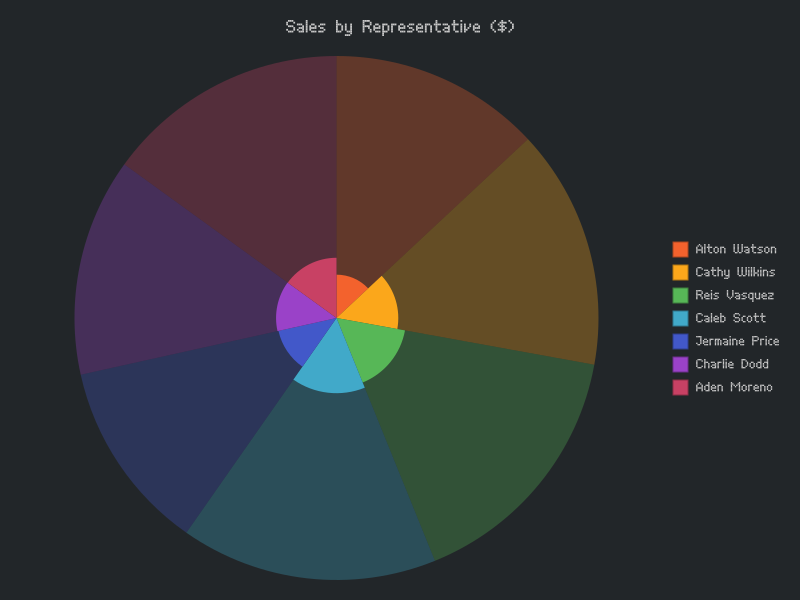 Sales by Representative ($)
Alton Watson
Cathy Wilkins
Reis Vasquez
Caleb Scott
Jermaine Price
Charlie Dodd
Aden Moreno